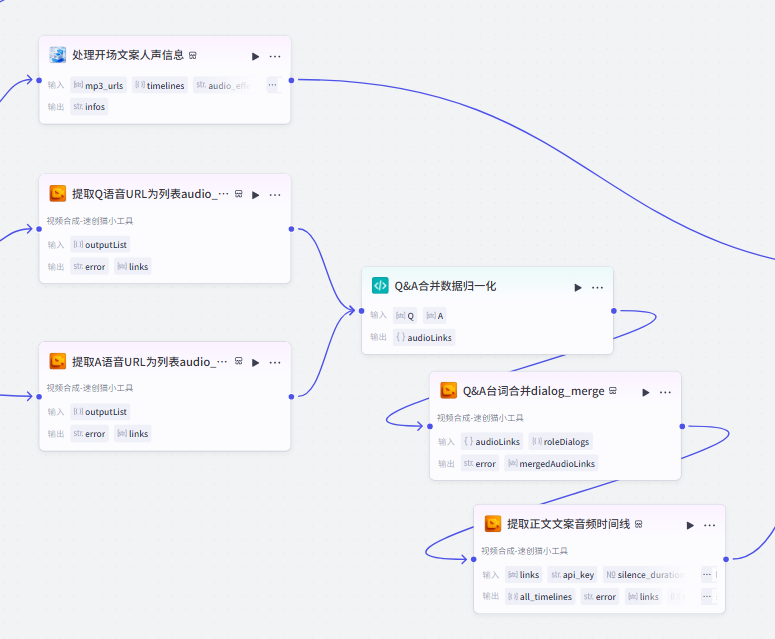 处理开场文案人声信息
输入 [str] mp3_urls [{}] timelines str. audio_effe ...
输出 str. infos
提取Q语音URL为列表audio_...
视频合成-速创猫小工具
输入 [{}] outputList
输出 str. error [str] links
提取A语音URL为列表audio_...
视频合成-速创猫小工具
输入 [{}] outputList
输出 str. error [str] links
Q&A合并数据归一化
输入 [str] Q [str] A
输出 { } audioLinks
Q&A台词合并dialog_merge
视频合成-速创猫小工具
输入 { } audioLinks [{}] roleDialogs
输出 str. error [str] mergedAudioLinks
提取正文文案音频时间线
视频合成-速创猫小工具
输入 [str] links str. api_key silence_duration ...
输出 all_timelines str. error [str] links ...